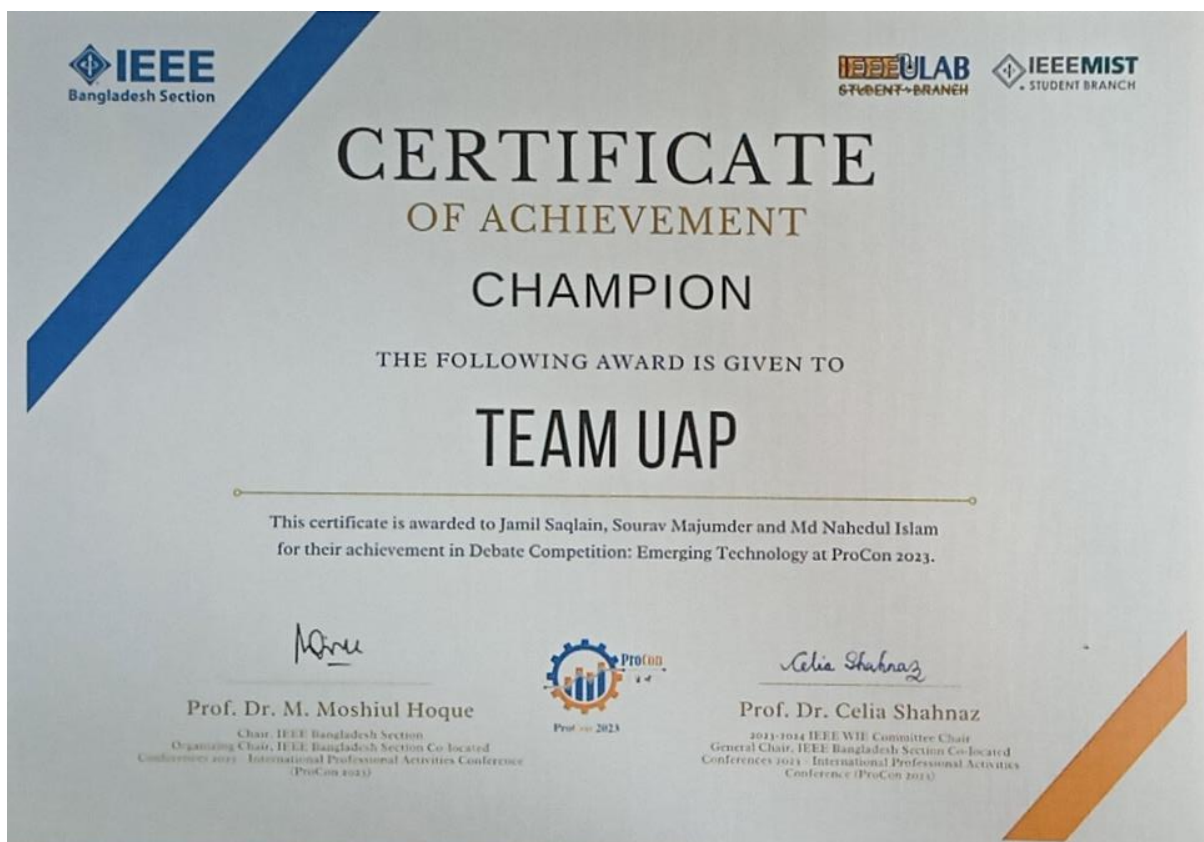 IEEE
Bangladesh Section
IEEEULAB
STUDENT BRANCH
IEEEMIST
STUDENT BRANCH
CERTIFICATE
OF ACHIEVEMENT
CHAMPION
THE FOLLOWING AWARD IS GIVEN TO
TEAM UAP
This certificate is awarded to Jamil Saqlain, Sourav Majumder and Md Nahedul Islam
for their achievement in Debate Competition: Emerging Technology at ProCon 2023.
Prof. Dr. M. Moshiul Hoque
Chair, IEEE Bangladesh Section
Organizing Chair, IEEE Bangladesh Section Co-located
Conferences 2023 - International Professional Activities Conference
(ProCon 2023)
ProCon
ProCon 2023
Celia Shahnaz
Prof. Dr. Celia Shahnaz
2023-2024 IEEE WIE Committee Chair
General Chair, IEEE Bangladesh Section Co-located
Conferences 2023 - International Professional Activities
Conference (ProCon 2023)